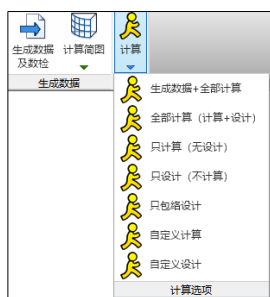 生成数据
及数检
计算简图
计算
生成数据
生成数据+全部计算
全部计算（计算+设计）
只计算（无设计）
只设计（不计算）
只包络设计
自定义计算
自定义设计
计算选项